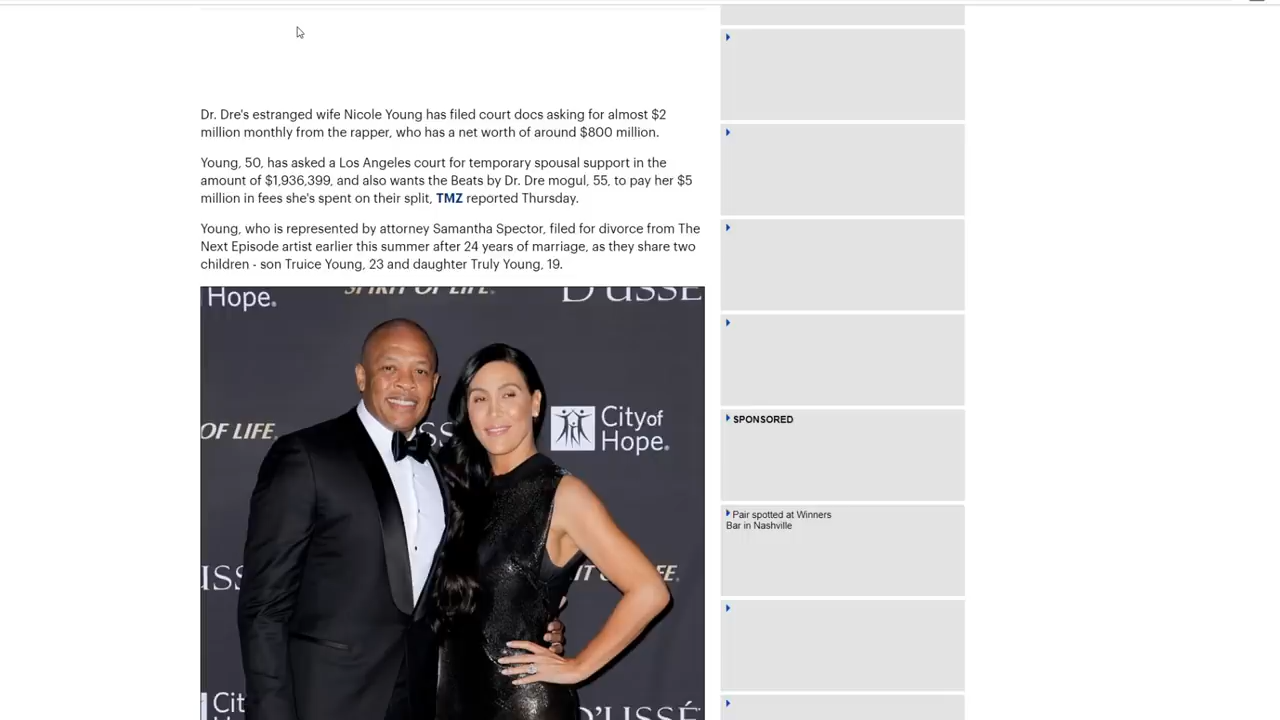 Dr. Dre's estranged wife Nicole Young has filed court docs asking for almost $2
million monthly from the rapper, who has a net worth of around $800 million.
Young, 50, has asked a Los Angeles court for temporary spousal support in the
amount of $1,936,399, and also wants the Beats by Dr. Dre mogul, 55, to pay her $5
million in fees she's spent on their split, TMZ reported Thursday.
Young, who is represented by attorney Samantha Spector, filed for divorce from The
Next Episode artist earlier this summer after 24 years of marriage, as they share two
children - son Truice Young, 23 and daughter Truly Young, 19.
Hope.
SPIRIT OF LIFE.
D'USSÉ
OF LIFE.
City of
Hope.
SPONSORED
Pair spotted at Winners
Bar in Nashville
D'USSÉ